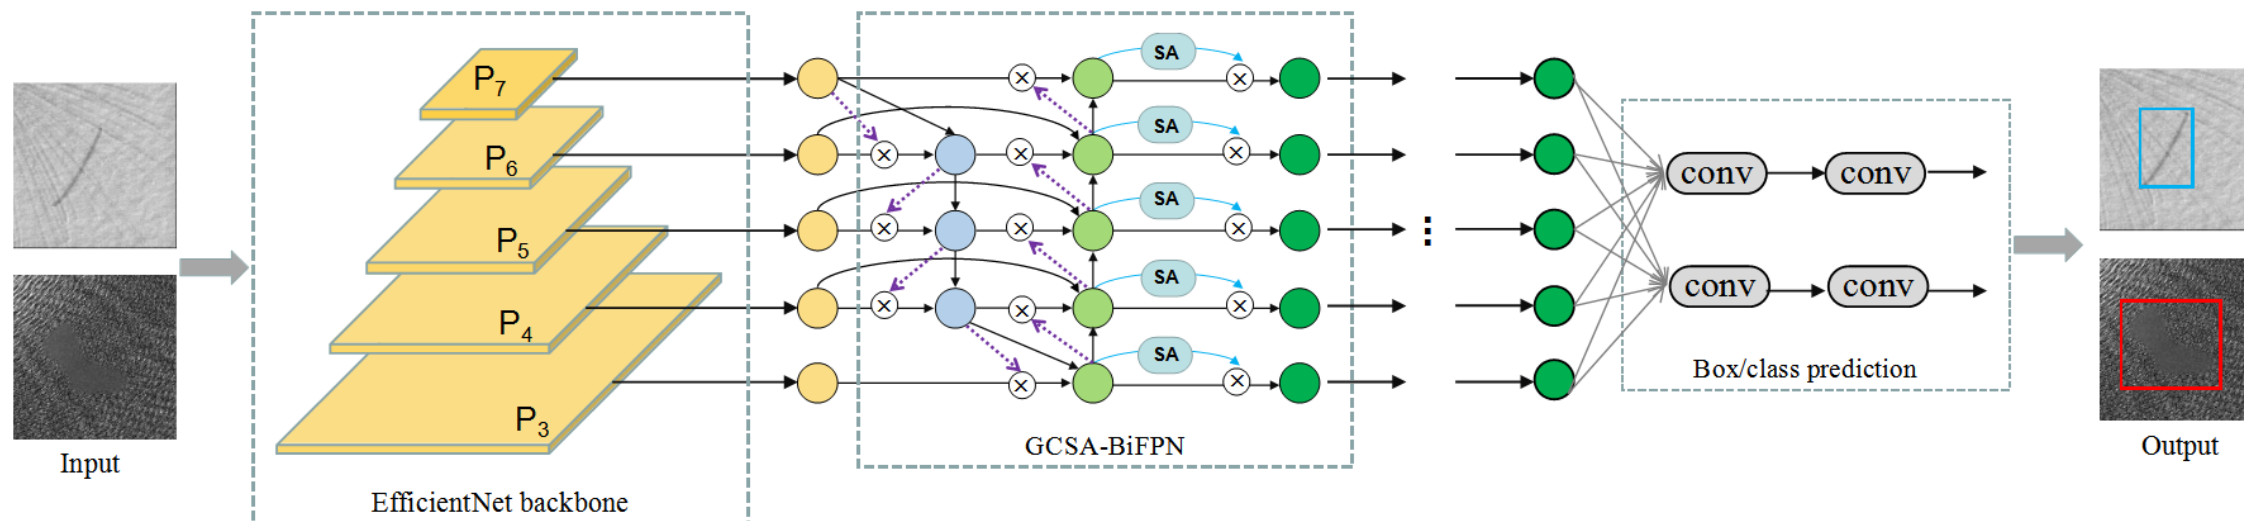 P7
P6
P5
P4
P3
Input
EfficientNet backbone
SA
SA
SA
SA
SA
× × 
× × ×
× × ×
× × ×
× ×
GCSA-BiFPN
⋮
conv conv
conv conv
Box/class prediction
Output